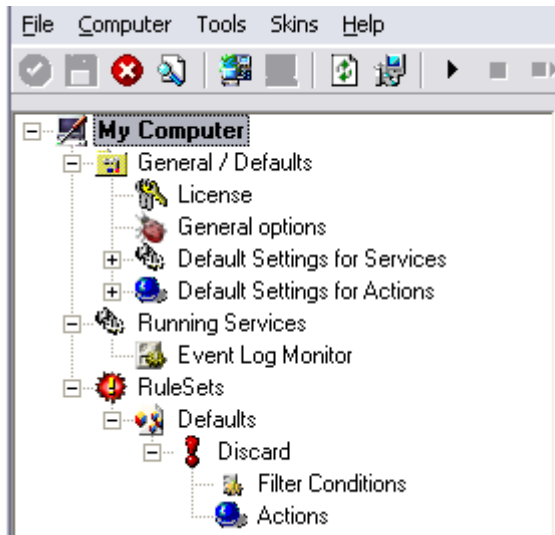 File Computer Tools Skins Help
My Computer
General / Defaults
License
General options
Default Settings for Services
Default Settings for Actions
Running Services
Event Log Monitor
RuleSets
Defaults
Discard
Filter Conditions
Actions